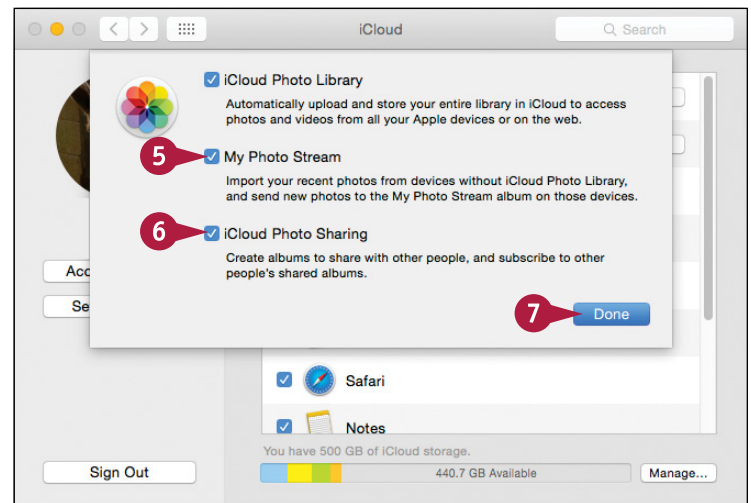 iCloud
Search
iCloud Photo Library
Automatically upload and store your entire library in iCloud to access
photos and videos from all your Apple devices or on the web.
5
My Photo Stream
Import your recent photos from devices without iCloud Photo Library,
and send new photos to the My Photo Stream album on those devices.
6
iCloud Photo Sharing
Create albums to share with other people, and subscribe to other
people's shared albums.
Acc
Se
7
Done
Safari
Notes
You have 500 GB of iCloud storage.
Sign Out
440.7 GB Available
Manage...